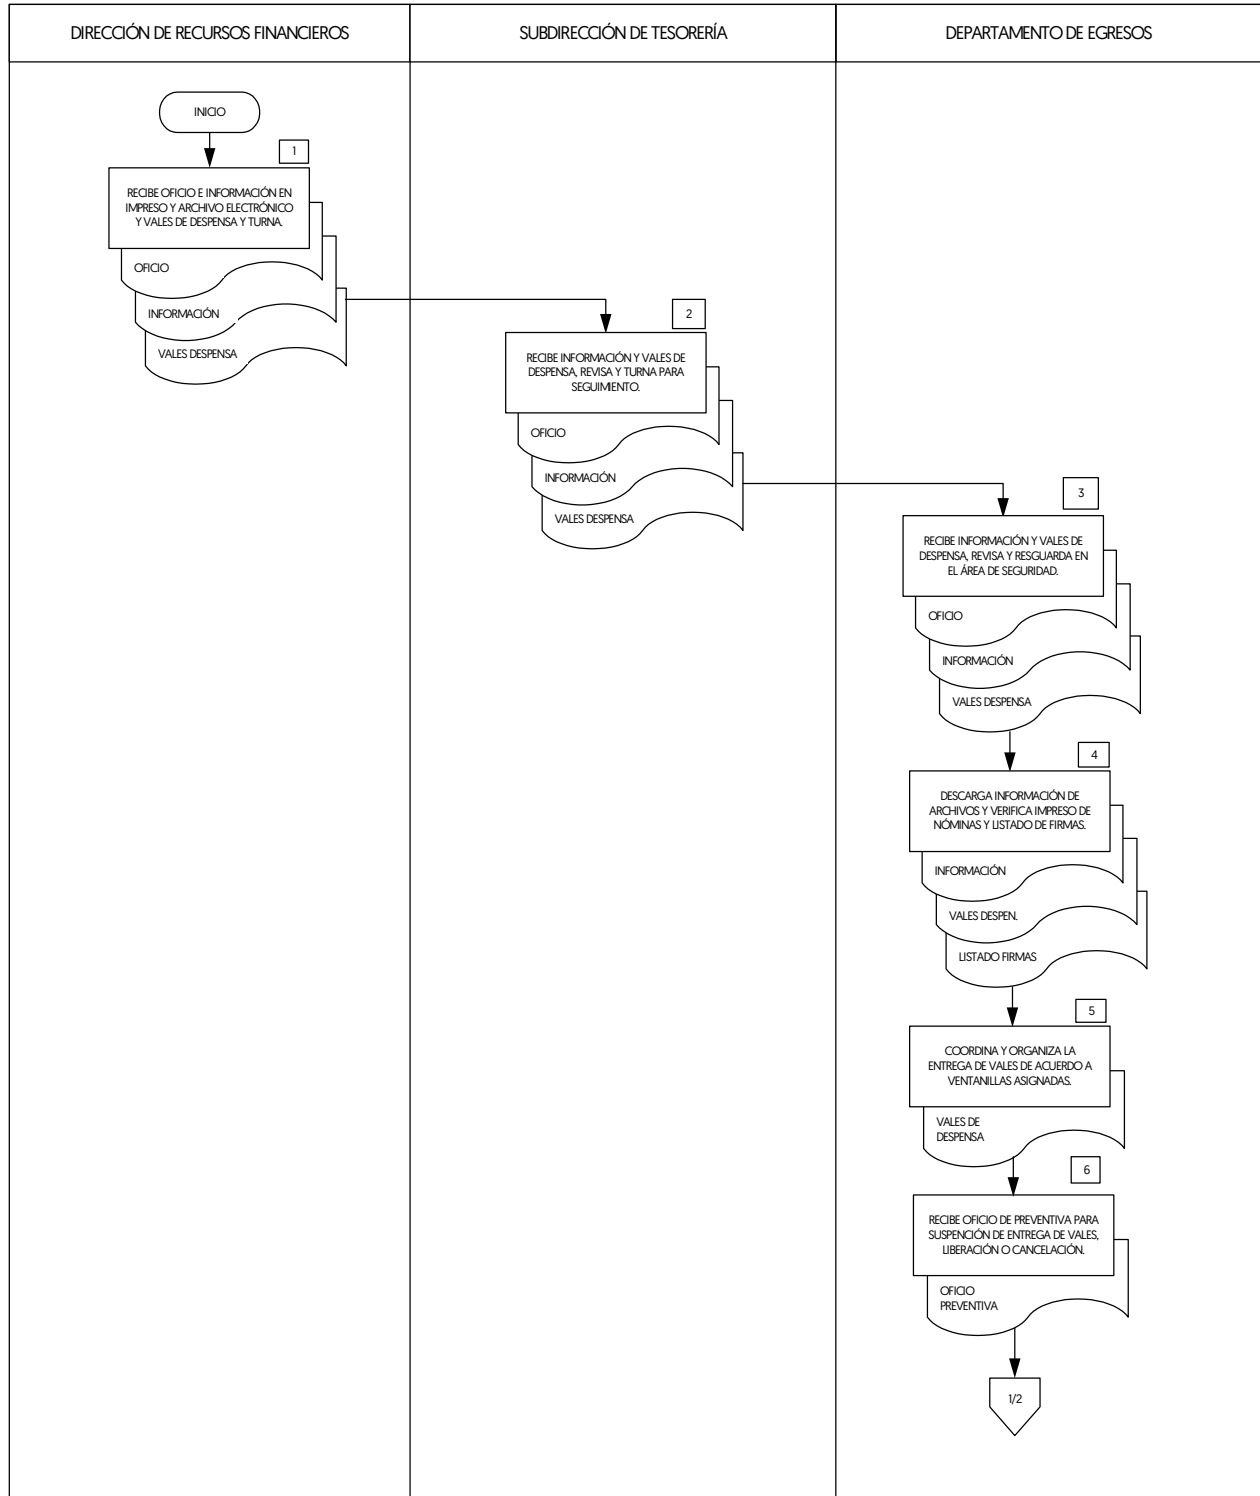 DIRECCIÓN DE RECURSOS FINANCIEROS
SUBDIRECCIÓN DE TESORERÍA
DEPARTAMENTO DE EGRESOS
INICIO
1
RECIBE OFICIO E INFORMACIÓN EN
IMPRESO Y ARCHIVO ELECTRÓNICO
Y VALES DE DESPENSA Y TURNA.
OFICIO
INFORMACIÓN
VALES DESPENSA
2
RECIBE INFORMACIÓN Y VALES DE
DESPENSA, REVISA Y TURNA PARA
SEGUIMIENTO.
OFICIO
INFORMACIÓN
VALES DESPENSA
3
RECIBE INFORMACIÓN Y VALES DE
DESPENSA, REVISA Y RESGUARDA EN
EL ÁREA DE SEGURIDAD.
OFICIO
INFORMACIÓN
VALES DESPENSA
4
DESCARGA INFORMACIÓN DE
ARCHIVOS Y VERIFICA IMPRESO DE
NÓMINAS Y LISTADO DE FIRMAS.
INFORMACIÓN
VALES DESPEN.
LISTADO FIRMAS
5
COORDINA Y ORGANIZA LA
ENTREGA DE VALES DE ACUERDO A
VENTANILLAS ASIGNADAS.
VALES DE
DESPENSA
6
RECIBE OFICIO DE PREVENTIVA PARA
SUSPENCIÓN DE ENTREGA DE VALES,
LIBERACIÓN O CANCELACIÓN.
OFICIO
PREVENTIVA
1/2